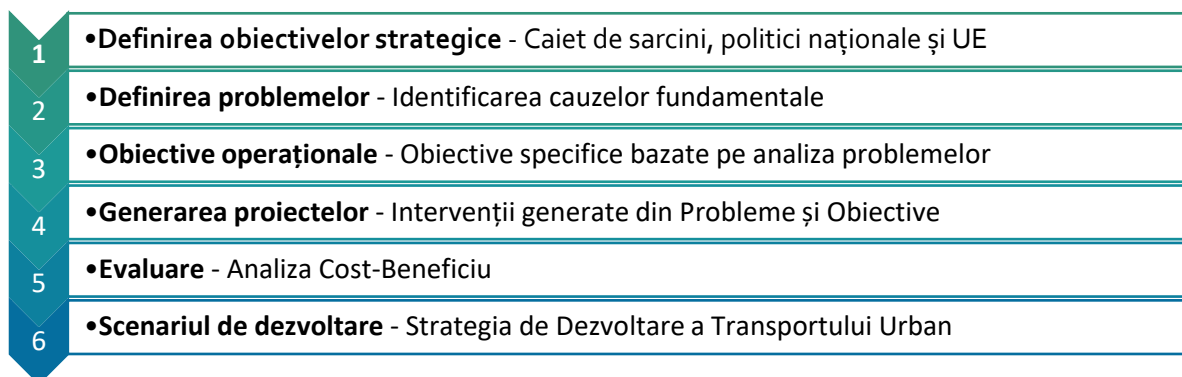 1 •Definirea obiectivelor strategice - Caiet de sarcini, politici naționale și UE
2 •Definirea problemelor - Identificarea cauzelor fundamentale
3 •Obiective operaționale - Obiective specifice bazate pe analiza problemelor
4 •Generarea proiectelor - Intervenții generate din Probleme și Obiective
5 •Evaluare - Analiza Cost-Beneficiu
6 •Scenariul de dezvoltare - Strategia de Dezvoltare a Transportului Urban